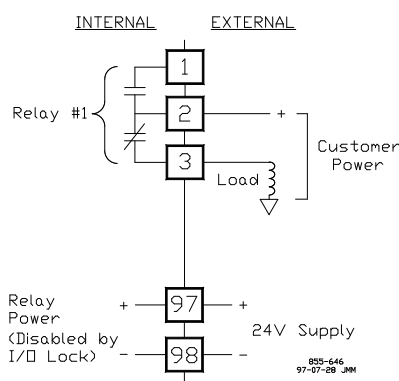 INTERNAL EXTERNAL
1
Relay #1
2 +
3
Customer
Power
Load
Relay
Power
(Disabled by
I/O Lock)
+ 97 +
24V Supply
- 98 -
855-646
97-07-28 JMM